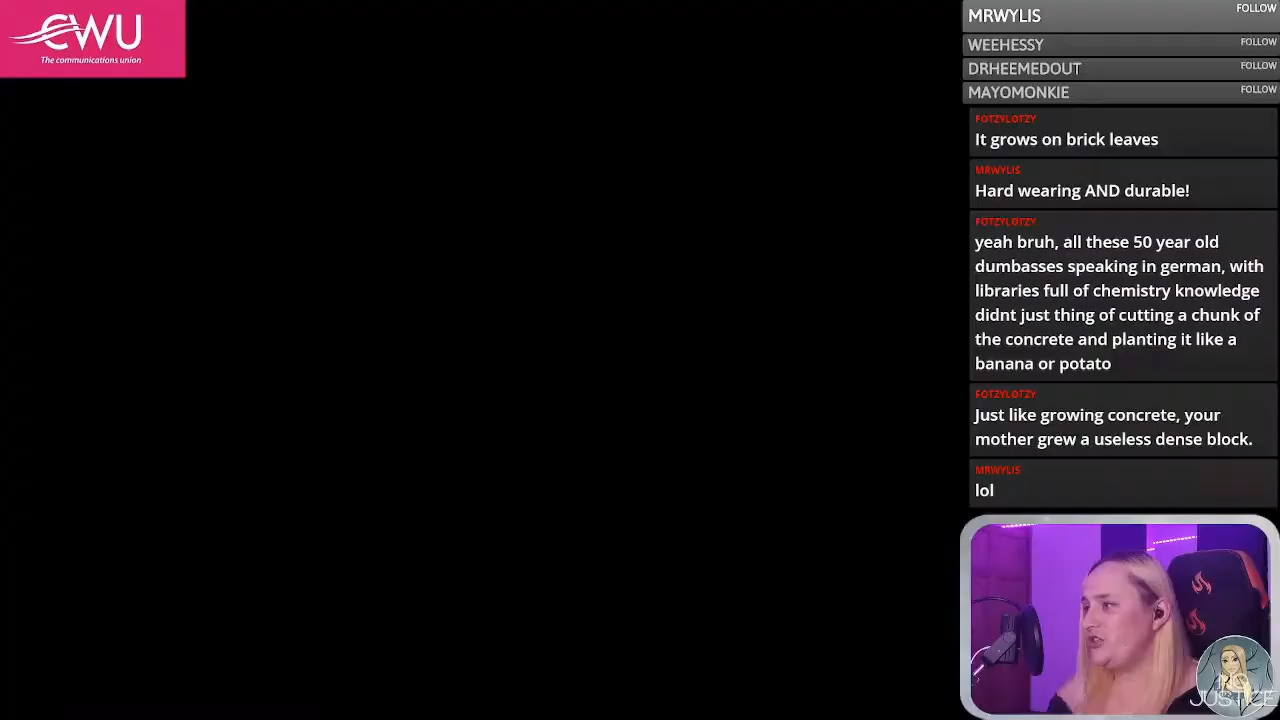 CWU
The communications union
MRWYLIS FOLLOW
WEEHESSY FOLLOW
DRHEEMEDOUT FOLLOW
MAYOMONKIE FOLLOW
FOTZYLOTZY
It grows on brick leaves
MRWYLIS
Hard wearing AND durable!
FOTZYLOTZY
yeah bruh, all these 50 year old
dumbasses speaking in german, with
libraries full of chemistry knowledge
didnt just thing of cutting a chunk of
the concrete and planting it like a
banana or potato
FOTZYLOTZY
Just like growing concrete, your
mother grew a useless dense block.
MRWYLIS
lol
JUSTICE